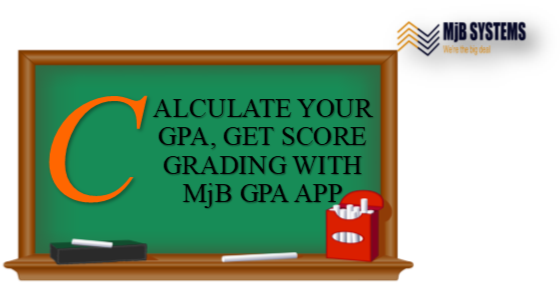 MjB SYSTEMS
We're the big deal
CALCULATE YOUR
GPA, GET SCORE
GRADING WITH
MjB GPA APP